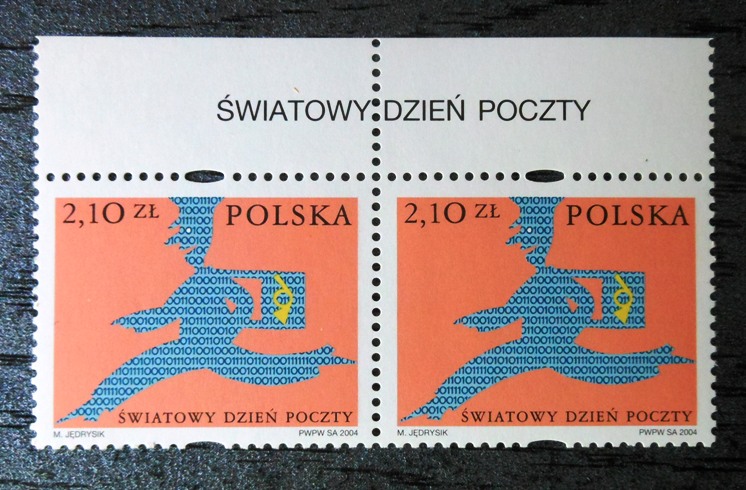 ŚWIATOWY DZIEŃ POCZTY
2,10 ZŁ POLSKA
ŚWIATOWY DZIEŃ POCZTY
M. JĘDRYSIK PWPW SA 2004
2,10 ZŁ POLSKA
ŚWIATOWY DZIEŃ POCZTY
M. JĘDRYSIK PWPW SA 2004